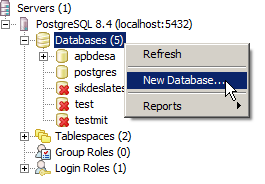 Servers (1)
PostgreSQL 8.4 (localhost:5432)
Databases (5)
apbdesa
postgres
sikdeslates
test
testmit
Tablespaces (2)
Group Roles (0)
Login Roles (1)
Refresh
New Database...
Reports